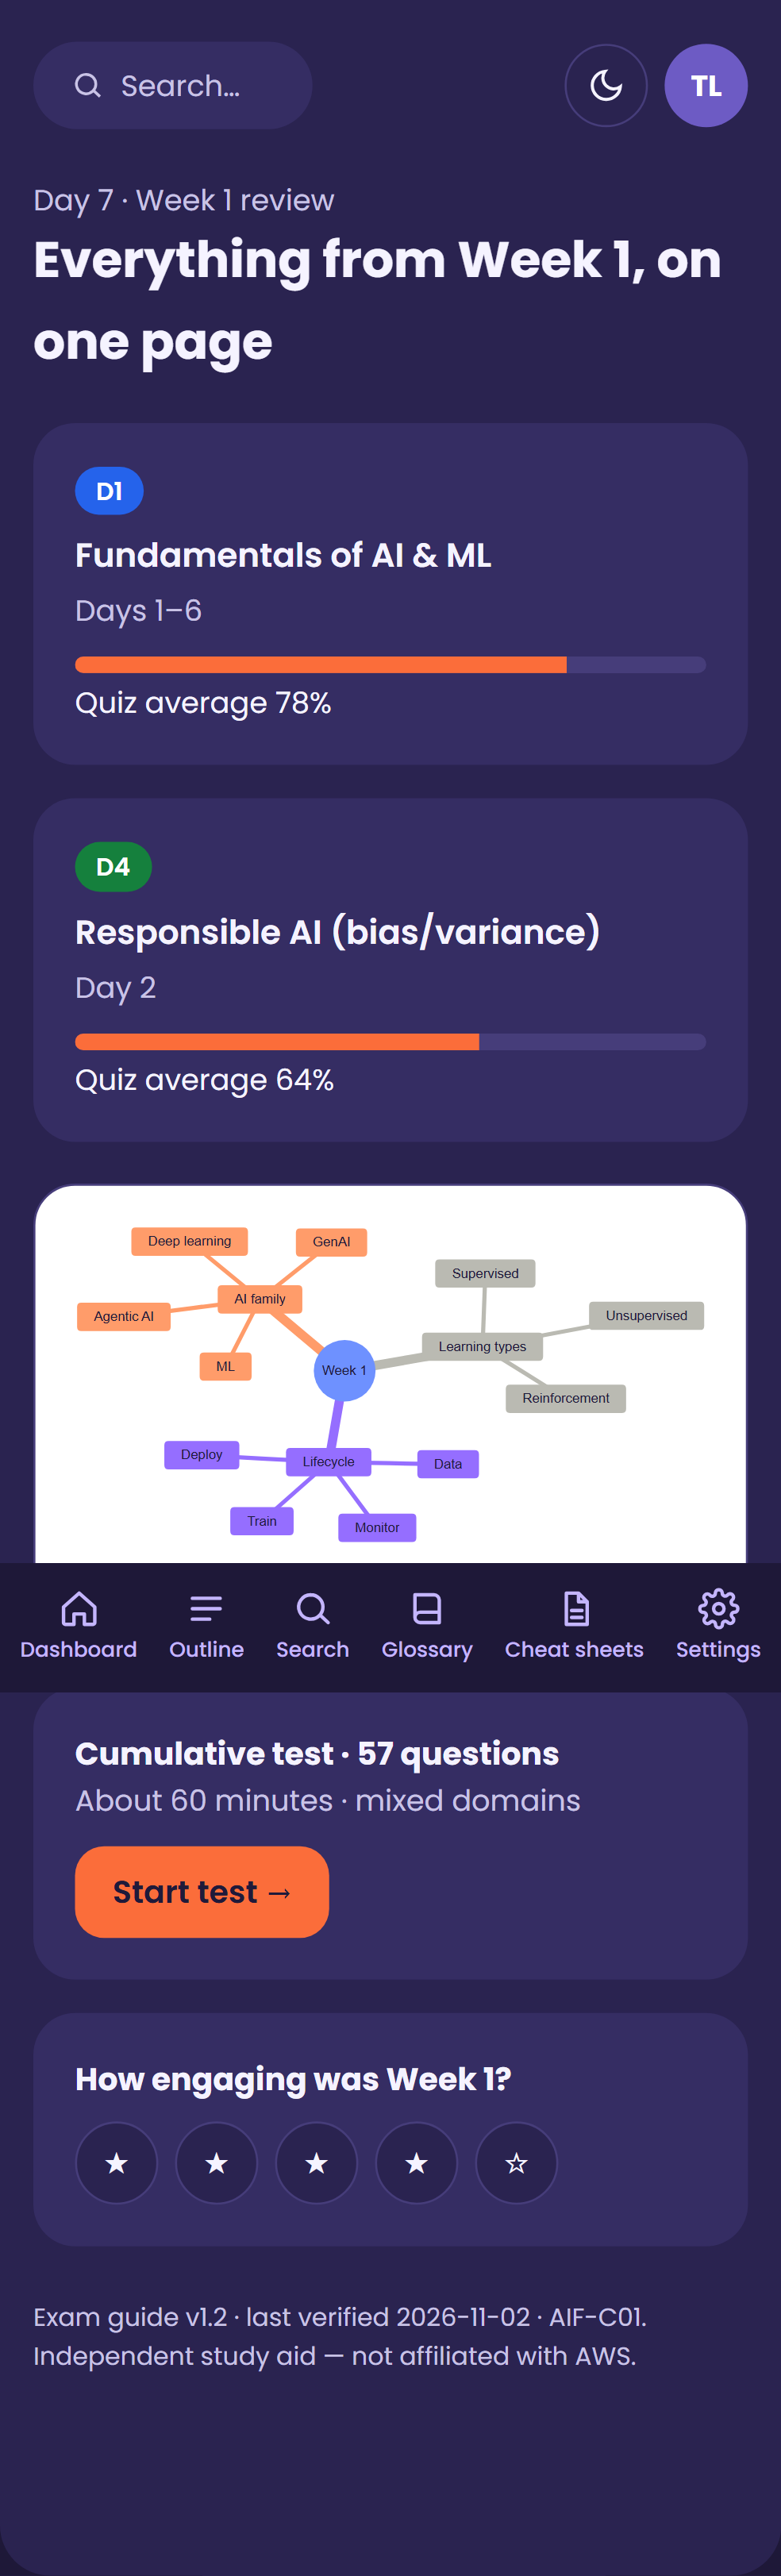 Search...
TL
Day 7 · Week 1 review
Everything from Week 1, on
one page
D1
Fundamentals of AI & ML
Days 1–6
Quiz average 78%
D4
Responsible AI (bias/variance)
Day 2
Quiz average 64%
Deep learning
GenAI
Supervised
AI family
Agentic AI
Unsupervised
Learning types
ML
Week 1
Reinforcement
Deploy
Lifecycle
Data
Train
Monitor
Dashboard
Outline
Search
Glossary
Cheat sheets
Settings
Cumulative test · 57 questions
About 60 minutes · mixed domains
Start test →
How engaging was Week 1?
★ ★ ★ ★ ☆
Exam guide v1.2 · last verified 2026-11-02 · AIF-C01.
Independent study aid — not affiliated with AWS.